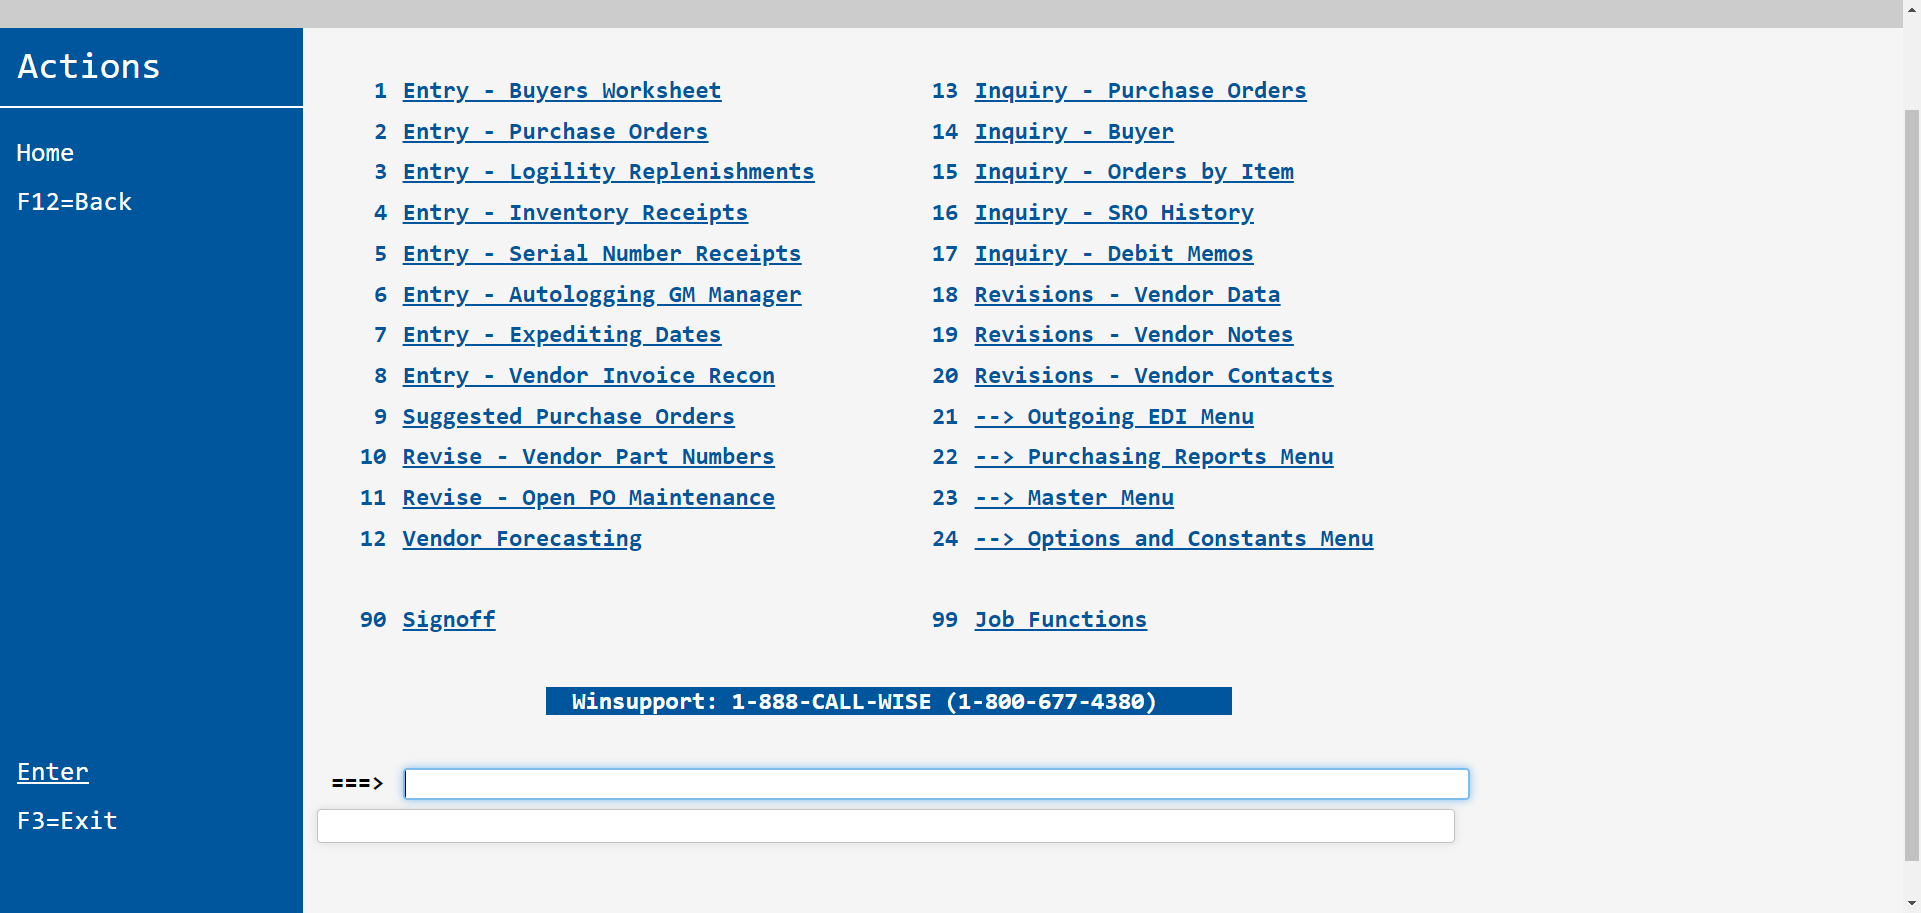 Actions
Home
F12=Back
1 Entry - Buyers Worksheet
2 Entry - Purchase Orders
3 Entry - Logility Replenishments
4 Entry - Inventory Receipts
5 Entry - Serial Number Receipts
6 Entry - Autologging GM Manager
7 Entry - Expediting Dates
8 Entry - Vendor Invoice Recon
9 Suggested Purchase Orders
10 Revise - Vendor Part Numbers
11 Revise - Open PO Maintenance
12 Vendor Forecasting
13 Inquiry - Purchase Orders
14 Inquiry - Buyer
15 Inquiry - Orders by Item
16 Inquiry - SRO History
17 Inquiry - Debit Memos
18 Revisions - Vendor Data
19 Revisions - Vendor Notes
20 Revisions - Vendor Contacts
21 --> Outgoing EDI Menu
22 --> Purchasing Reports Menu
23 --> Master Menu
24 --> Options and Constants Menu
90 Signoff
99 Job Functions
Winsupport: 1-888-CALL-WISE (1-800-677-4380)
===>
Enter
F3=Exit